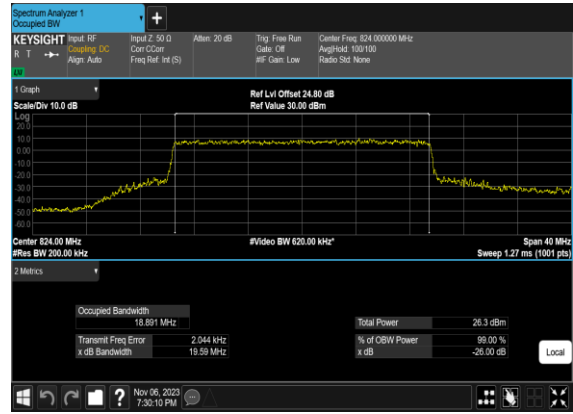 Spectrum Analyzer 1
Occupied BW
+
KEYSIGHT Input: RF Input Z: 50 Ω Atten: 20 dB Trig: Free Run Center Freq: 824.000000 MHz
R T Coupling: DC Corr CCorr Gate: Off Avg|Hold: 100/100
Align: Auto Freq Ref: Int (S) #IF Gain: Low Radio Std: None
LW
1 Graph
Ref Lvl Offset 24.80 dB
Scale/Div 10.0 dB Ref Value 30.00 dBm
Log
20.0
10.0
0.00
-10.0
-20.0
-30.0
-40.0
-50.0
-60.0
Center 824.00 MHz #Video BW 620.00 kHz* Span 40 MHz
#Res BW 200.00 kHz Sweep 1.27 ms (1001 pts)
2 Metrics
Occupied Bandwidth
18.891 MHz Total Power 26.3 dBm
Transmit Freq Error 2.044 kHz % of OBW Power 99.00 %
x dB Bandwidth 19.59 MHz x dB -26.00 dB
Local
? Nov 06, 2023
7:30:10 PM